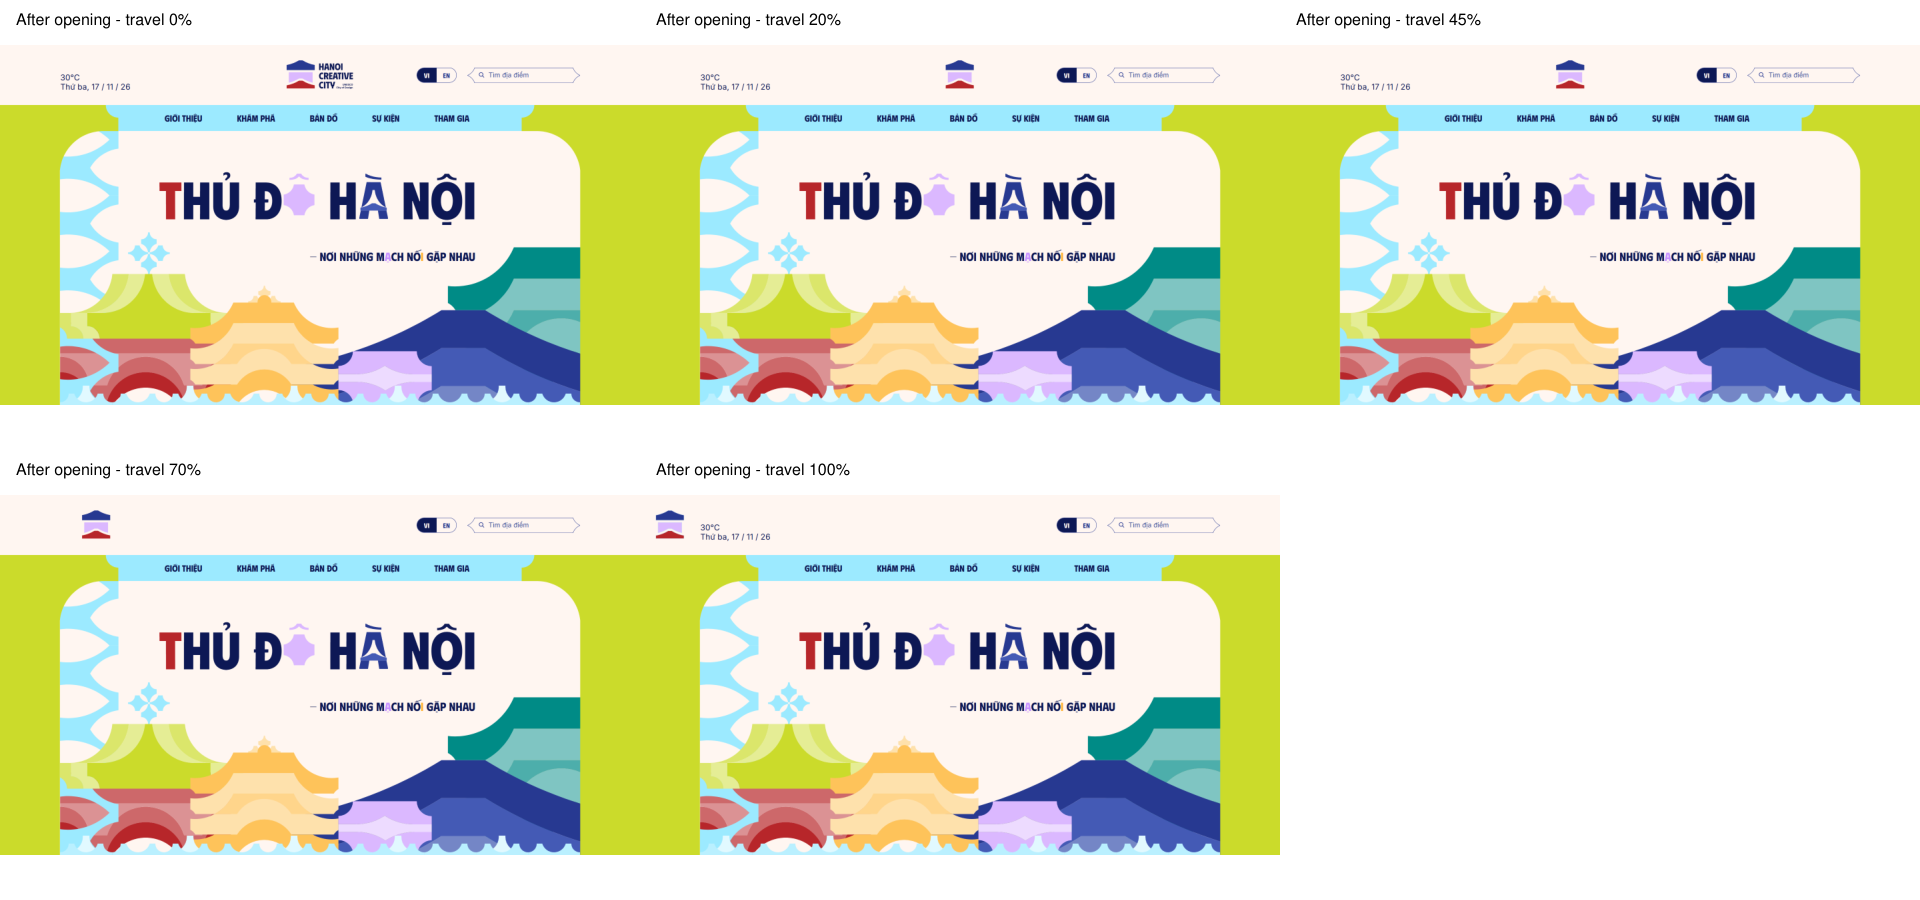 After opening - travel 0%
30°C
Thứ ba, 17 / 11 / 26
HANOI
CREATIVE
CITY
VI EN
Tìm địa điểm
GIỚI THIỆU KHÁM PHÁ BẢN ĐỒ SỰ KIỆN THAM GIA
THỦ ĐÔ HÀ NỘI
– NƠI NHỮNG MẠCH NỐI GẶP NHAU
After opening - travel 20%
30°C
Thứ ba, 17 / 11 / 26
VI EN
Tìm địa điểm
GIỚI THIỆU KHÁM PHÁ BẢN ĐỒ SỰ KIỆN THAM GIA
THỦ ĐÔ HÀ NỘI
– NƠI NHỮNG MẠCH NỐI GẶP NHAU
After opening - travel 45%
30°C
Thứ ba, 17 / 11 / 26
VI EN
Tìm địa điểm
GIỚI THIỆU KHÁM PHÁ BẢN ĐỒ SỰ KIỆN THAM GIA
THỦ ĐÔ HÀ NỘI
– NƠI NHỮNG MẠCH NỐI GẶP NHAU
After opening - travel 70%
VI EN
Tìm địa điểm
GIỚI THIỆU KHÁM PHÁ BẢN ĐỒ SỰ KIỆN THAM GIA
THỦ ĐÔ HÀ NỘI
– NƠI NHỮNG MẠCH NỐI GẶP NHAU
After opening - travel 100%
30°C
Thứ ba, 17 / 11 / 26
VI EN
Tìm địa điểm
GIỚI THIỆU KHÁM PHÁ BẢN ĐỒ SỰ KIỆN THAM GIA
THỦ ĐÔ HÀ NỘI
– NƠI NHỮNG MẠCH NỐI GẶP NHAU